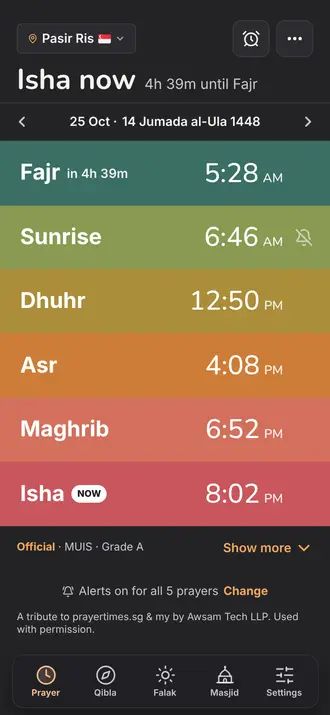 Pasir Ris 🇸🇬
Isha now 4h 39m until Fajr
25 Oct · 14 Jumada al-Ula 1448
Fajr in 4h 39m 5:28 AM
Sunrise 6:46 AM
Dhuhr 12:50 PM
Asr 4:08 PM
Maghrib 6:52 PM
Isha NOW 8:02 PM
Official · MUIS · Grade A Show more
Alerts on for all 5 prayers Change
A tribute to prayertimes.sg & my by Awsam Tech LLP. Used
with permission.
Prayer Qibla Falak Masjid Settings